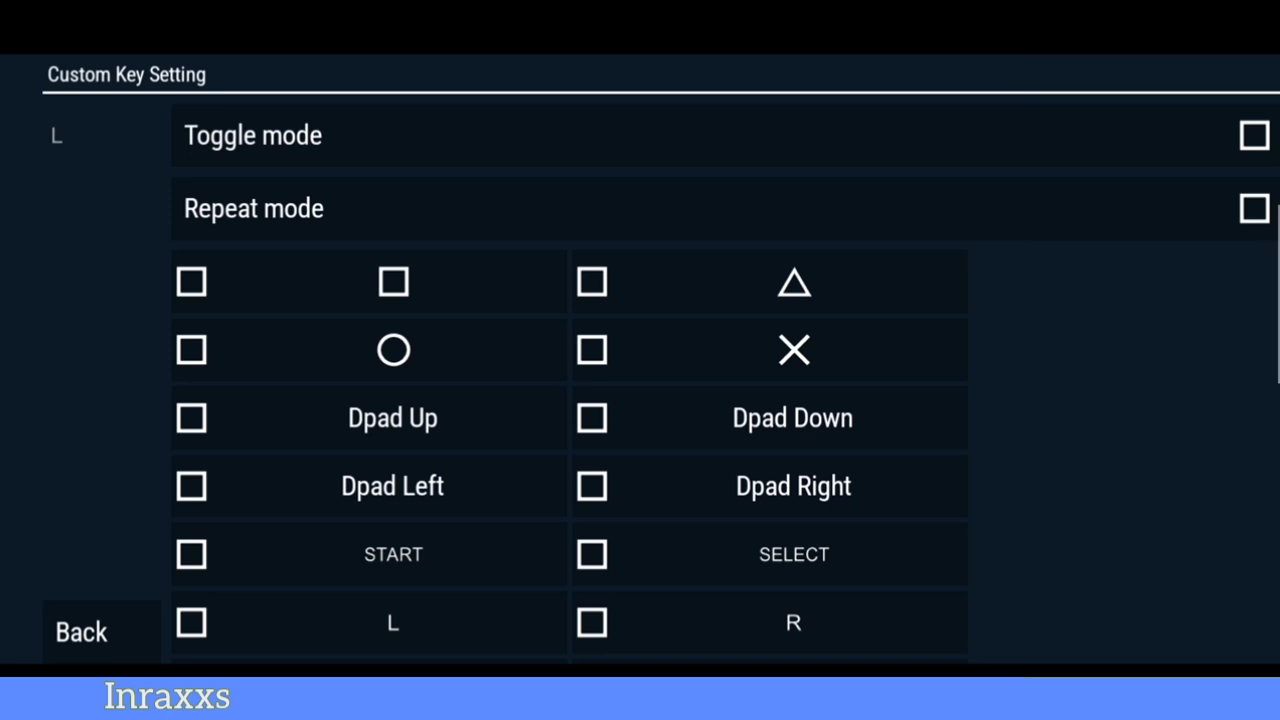 Custom Key Setting
L
Toggle mode
Repeat mode
Dpad Up
Dpad Down
Dpad Left
Dpad Right
START
SELECT
L
R
Back
Inraxxs